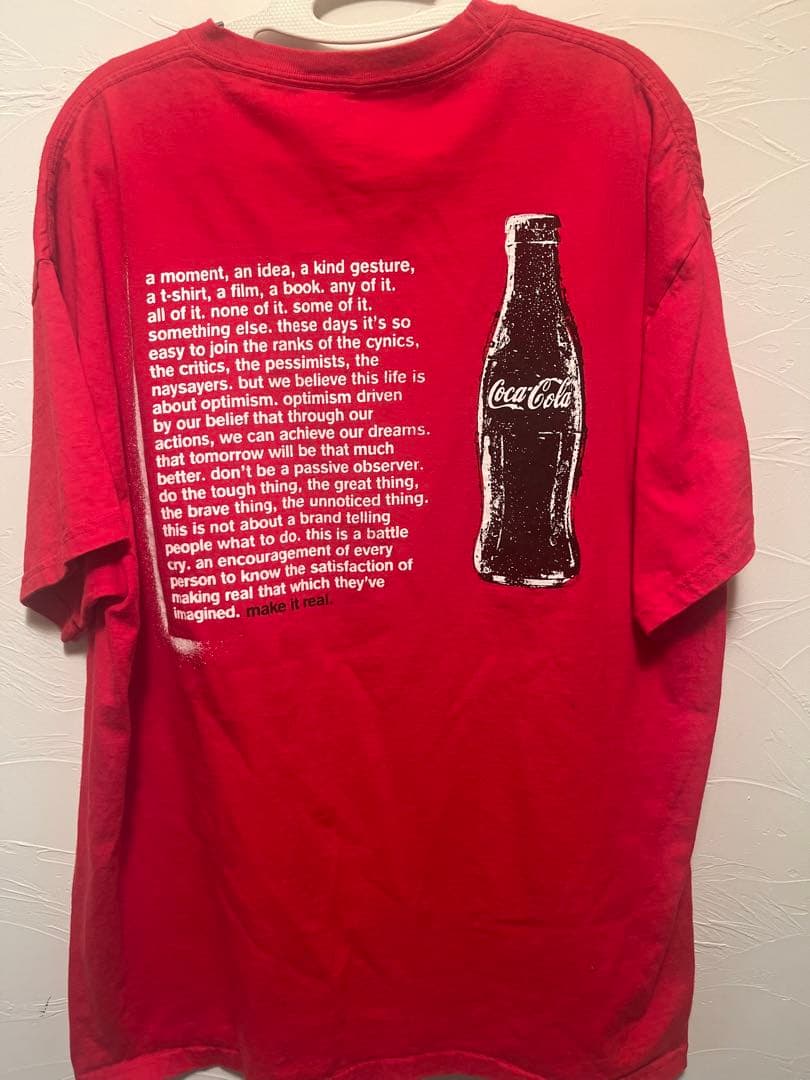 a moment, an idea, a kind gesture,
a t-shirt, a film, a book. any of it.
all of it. none of it. some of it.
something else. these days it's so
easy to join the ranks of the cynics,
the critics, the pessimists, the
naysayers. but we believe this life is
about optimism. optimism driven
by our belief that through our
actions, we can achieve our dreams.
that tomorrow will be that much
better. don't be a passive observer.
do the tough thing, the great thing,
the brave thing, the unnoticed thing.
this is not about a brand telling
people what to do. this is a battle
cry. an encouragement of every
person to know the satisfaction of
making real that which they've
imagined. make it real.
Coca-Cola